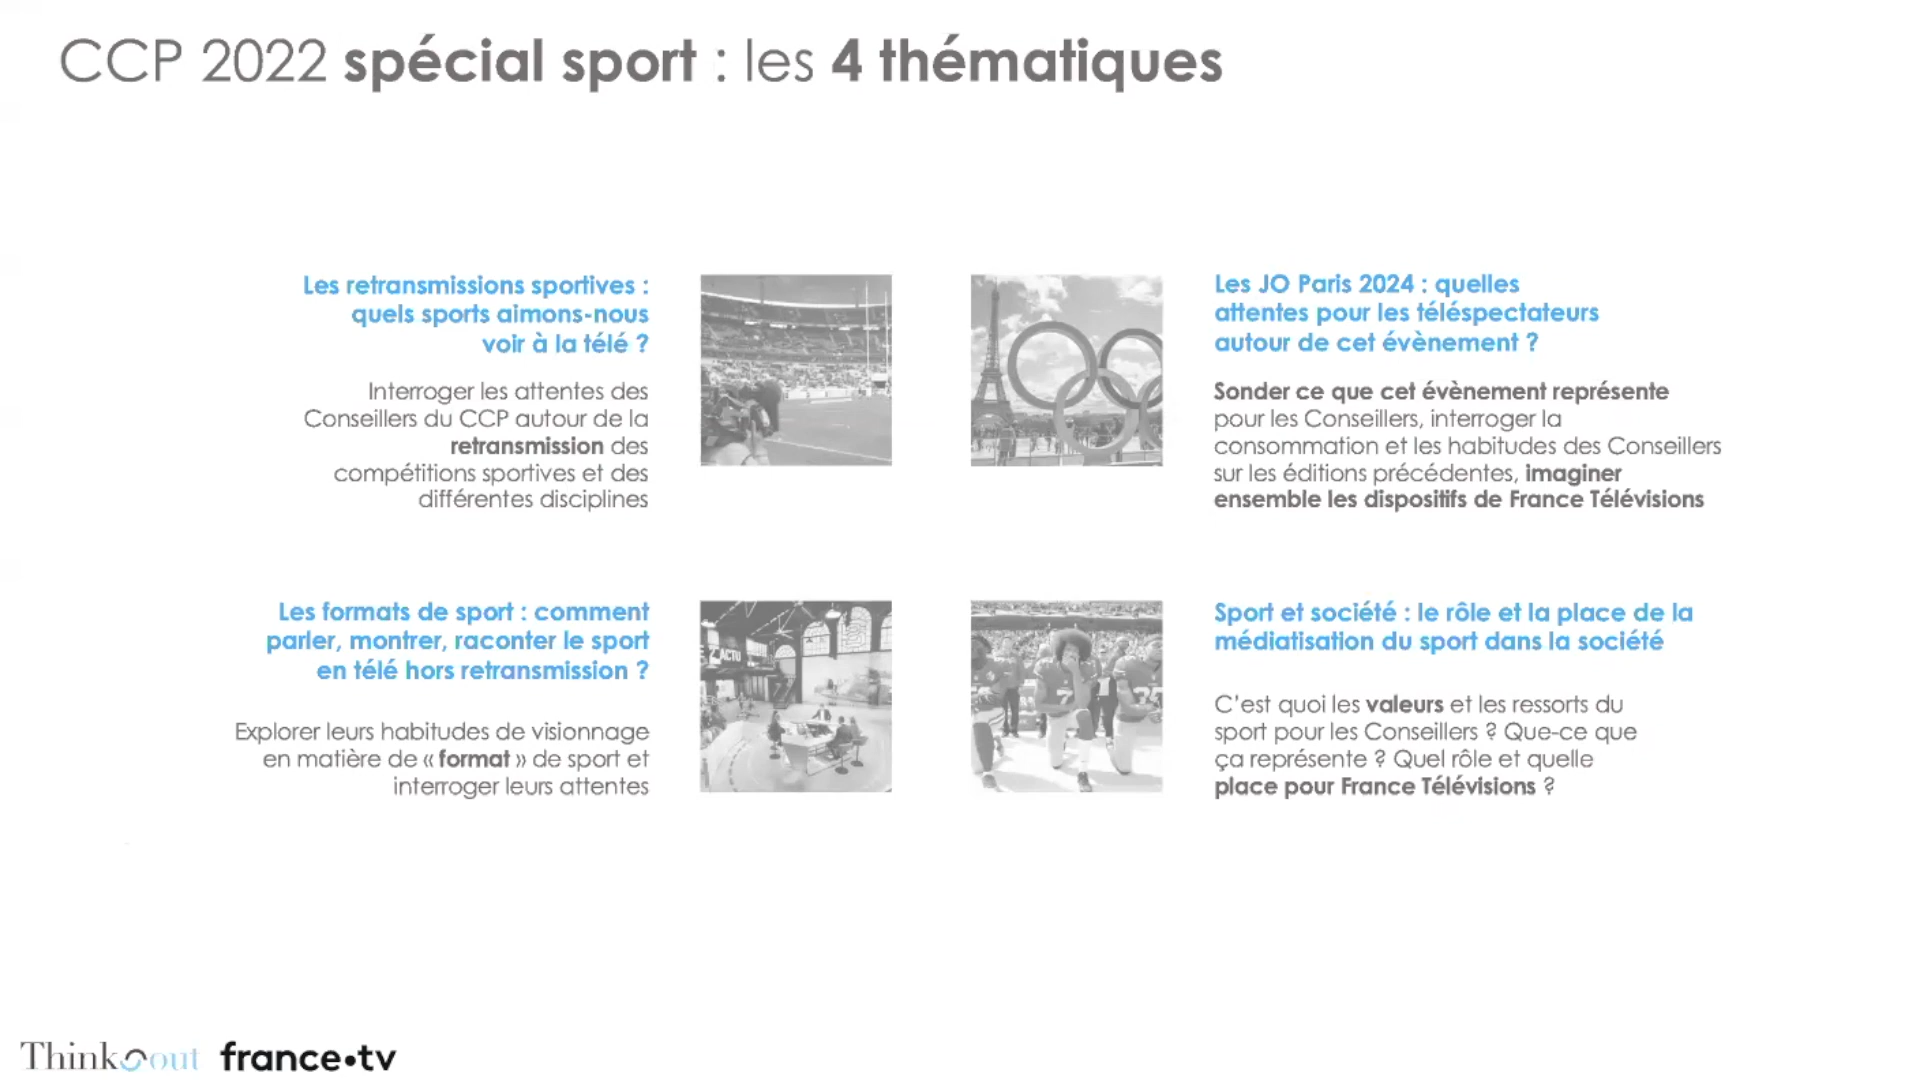 CCP 2022 spécial sport : les 4 thématiques
Les retransmissions sportives :
quels sports aimons-nous
voir à la télé ?
Interroger les attentes des
Conseillers du CCP autour de la
retransmission des
compétitions sportives et des
différentes disciplines
Les JO Paris 2024 : quelles
attentes pour les téléspectateurs
autour de cet évènement ?
Sonder ce que cet évènement représente
pour les Conseillers, interroger la
consommation et les habitudes des Conseillers
sur les éditions précédentes, imaginer
ensemble les dispositifs de France Télévisions
Les formats de sport : comment
parler, montrer, raconter le sport
en télé hors retransmission ?
Explorer leurs habitudes de visionnage
en matière de « format » de sport et
interroger leurs attentes
ACTU
7
35
Sport et société : le rôle et la place de la
médiatisation du sport dans la société
C'est quoi les valeurs et les ressorts du
sport pour les Conseillers ? Que-ce que
ça représente ? Quel rôle et quelle
place pour France Télévisions ?
Think out france•tv